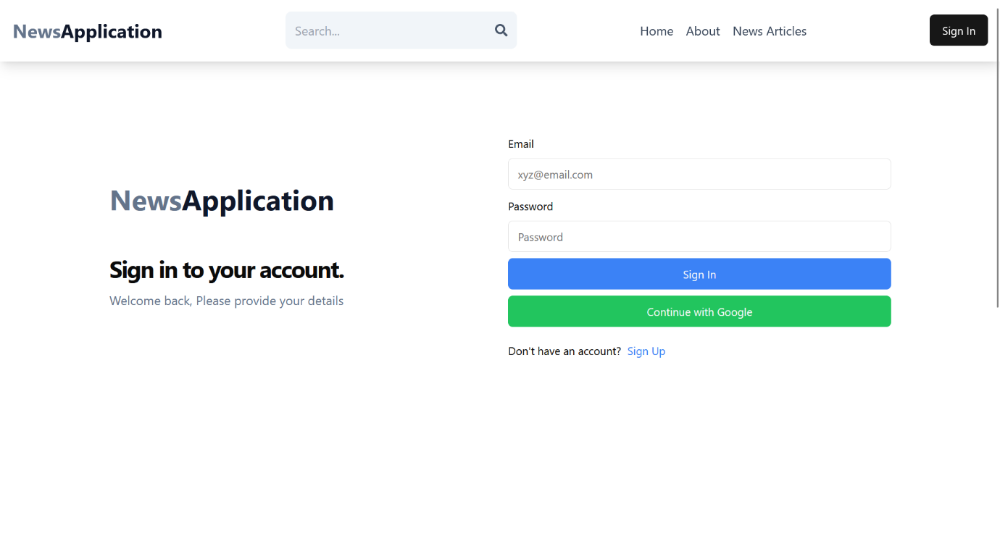 NewsApplication
Search...
Home About News Articles
Sign In
NewsApplication
Sign in to your account.
Welcome back, Please provide your details
Email
xyz@email.com
Password
Password
Sign In
Continue with Google
Don't have an account? Sign Up